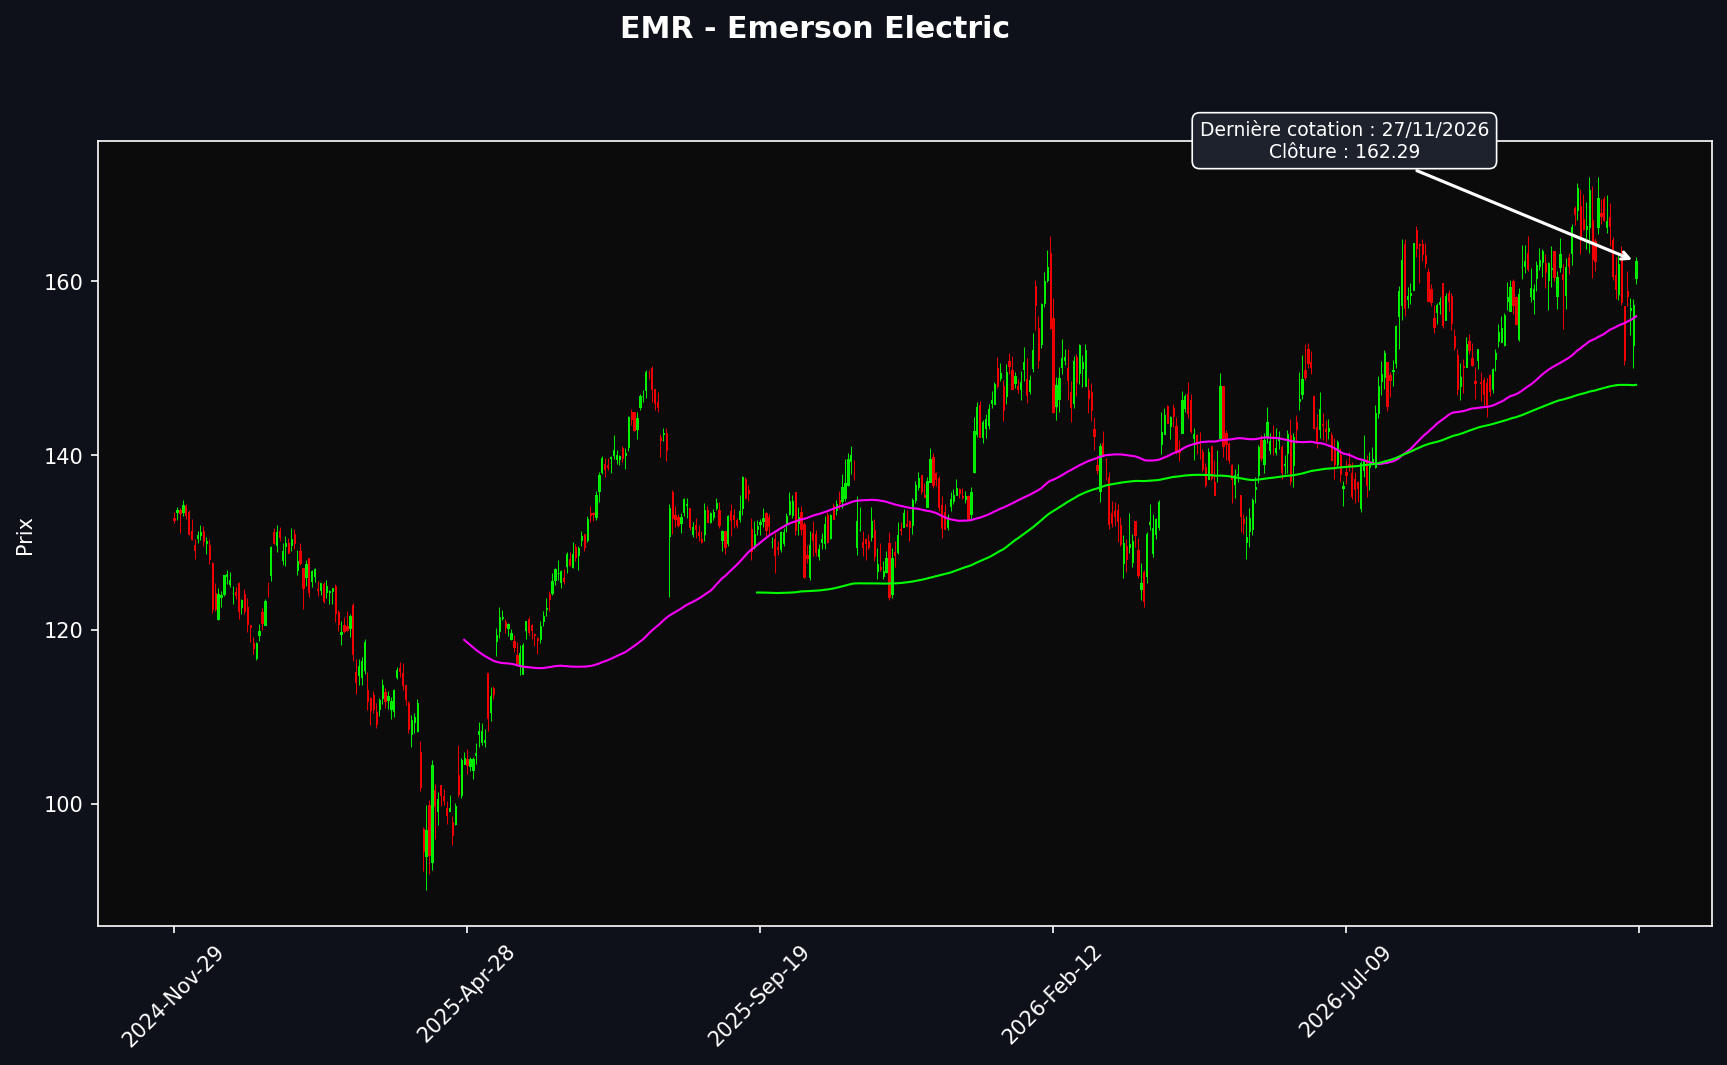 EMR - Emerson Electric
Dernière cotation : 27/11/2026
Clôture : 162.29
Prix
160
140
120
100
2024-Nov-29
2025-Apr-28
2025-Sep-19
2026-Feb-12
2026-Jul-09